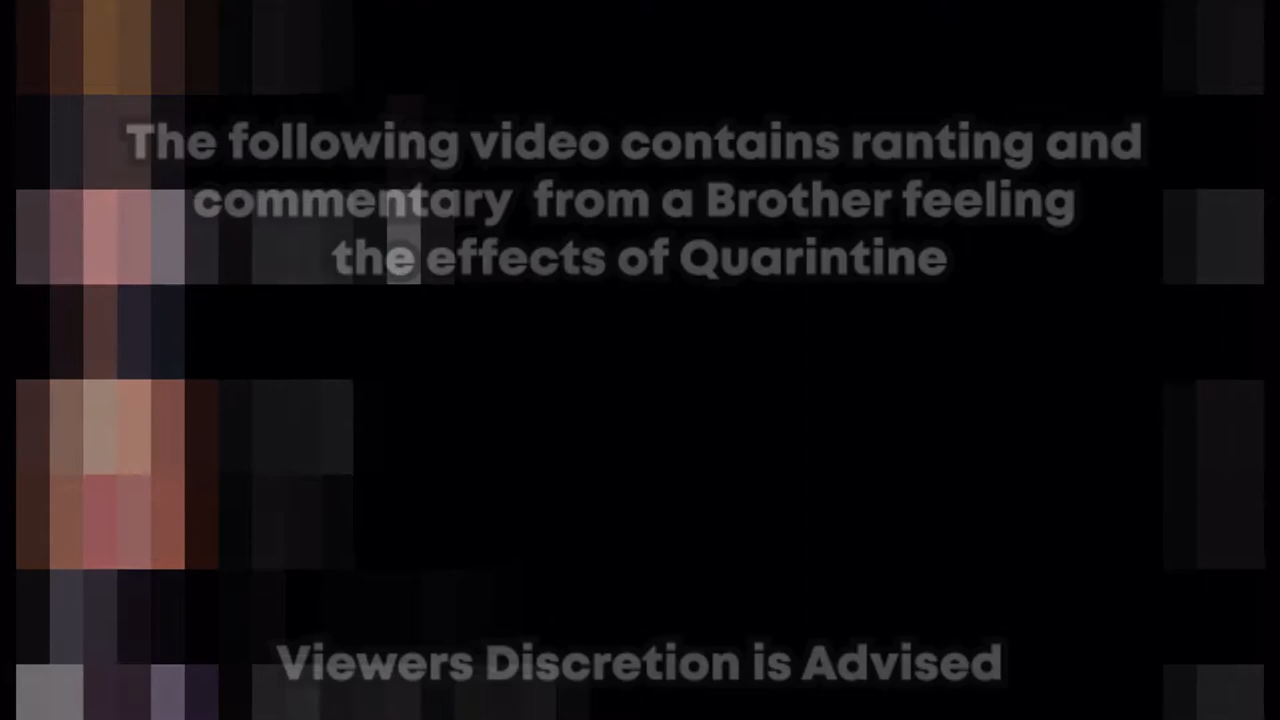 The following video contains ranting and
commentary from a Brother feeling
the effects of Quarintine
Viewers Discretion is Advised